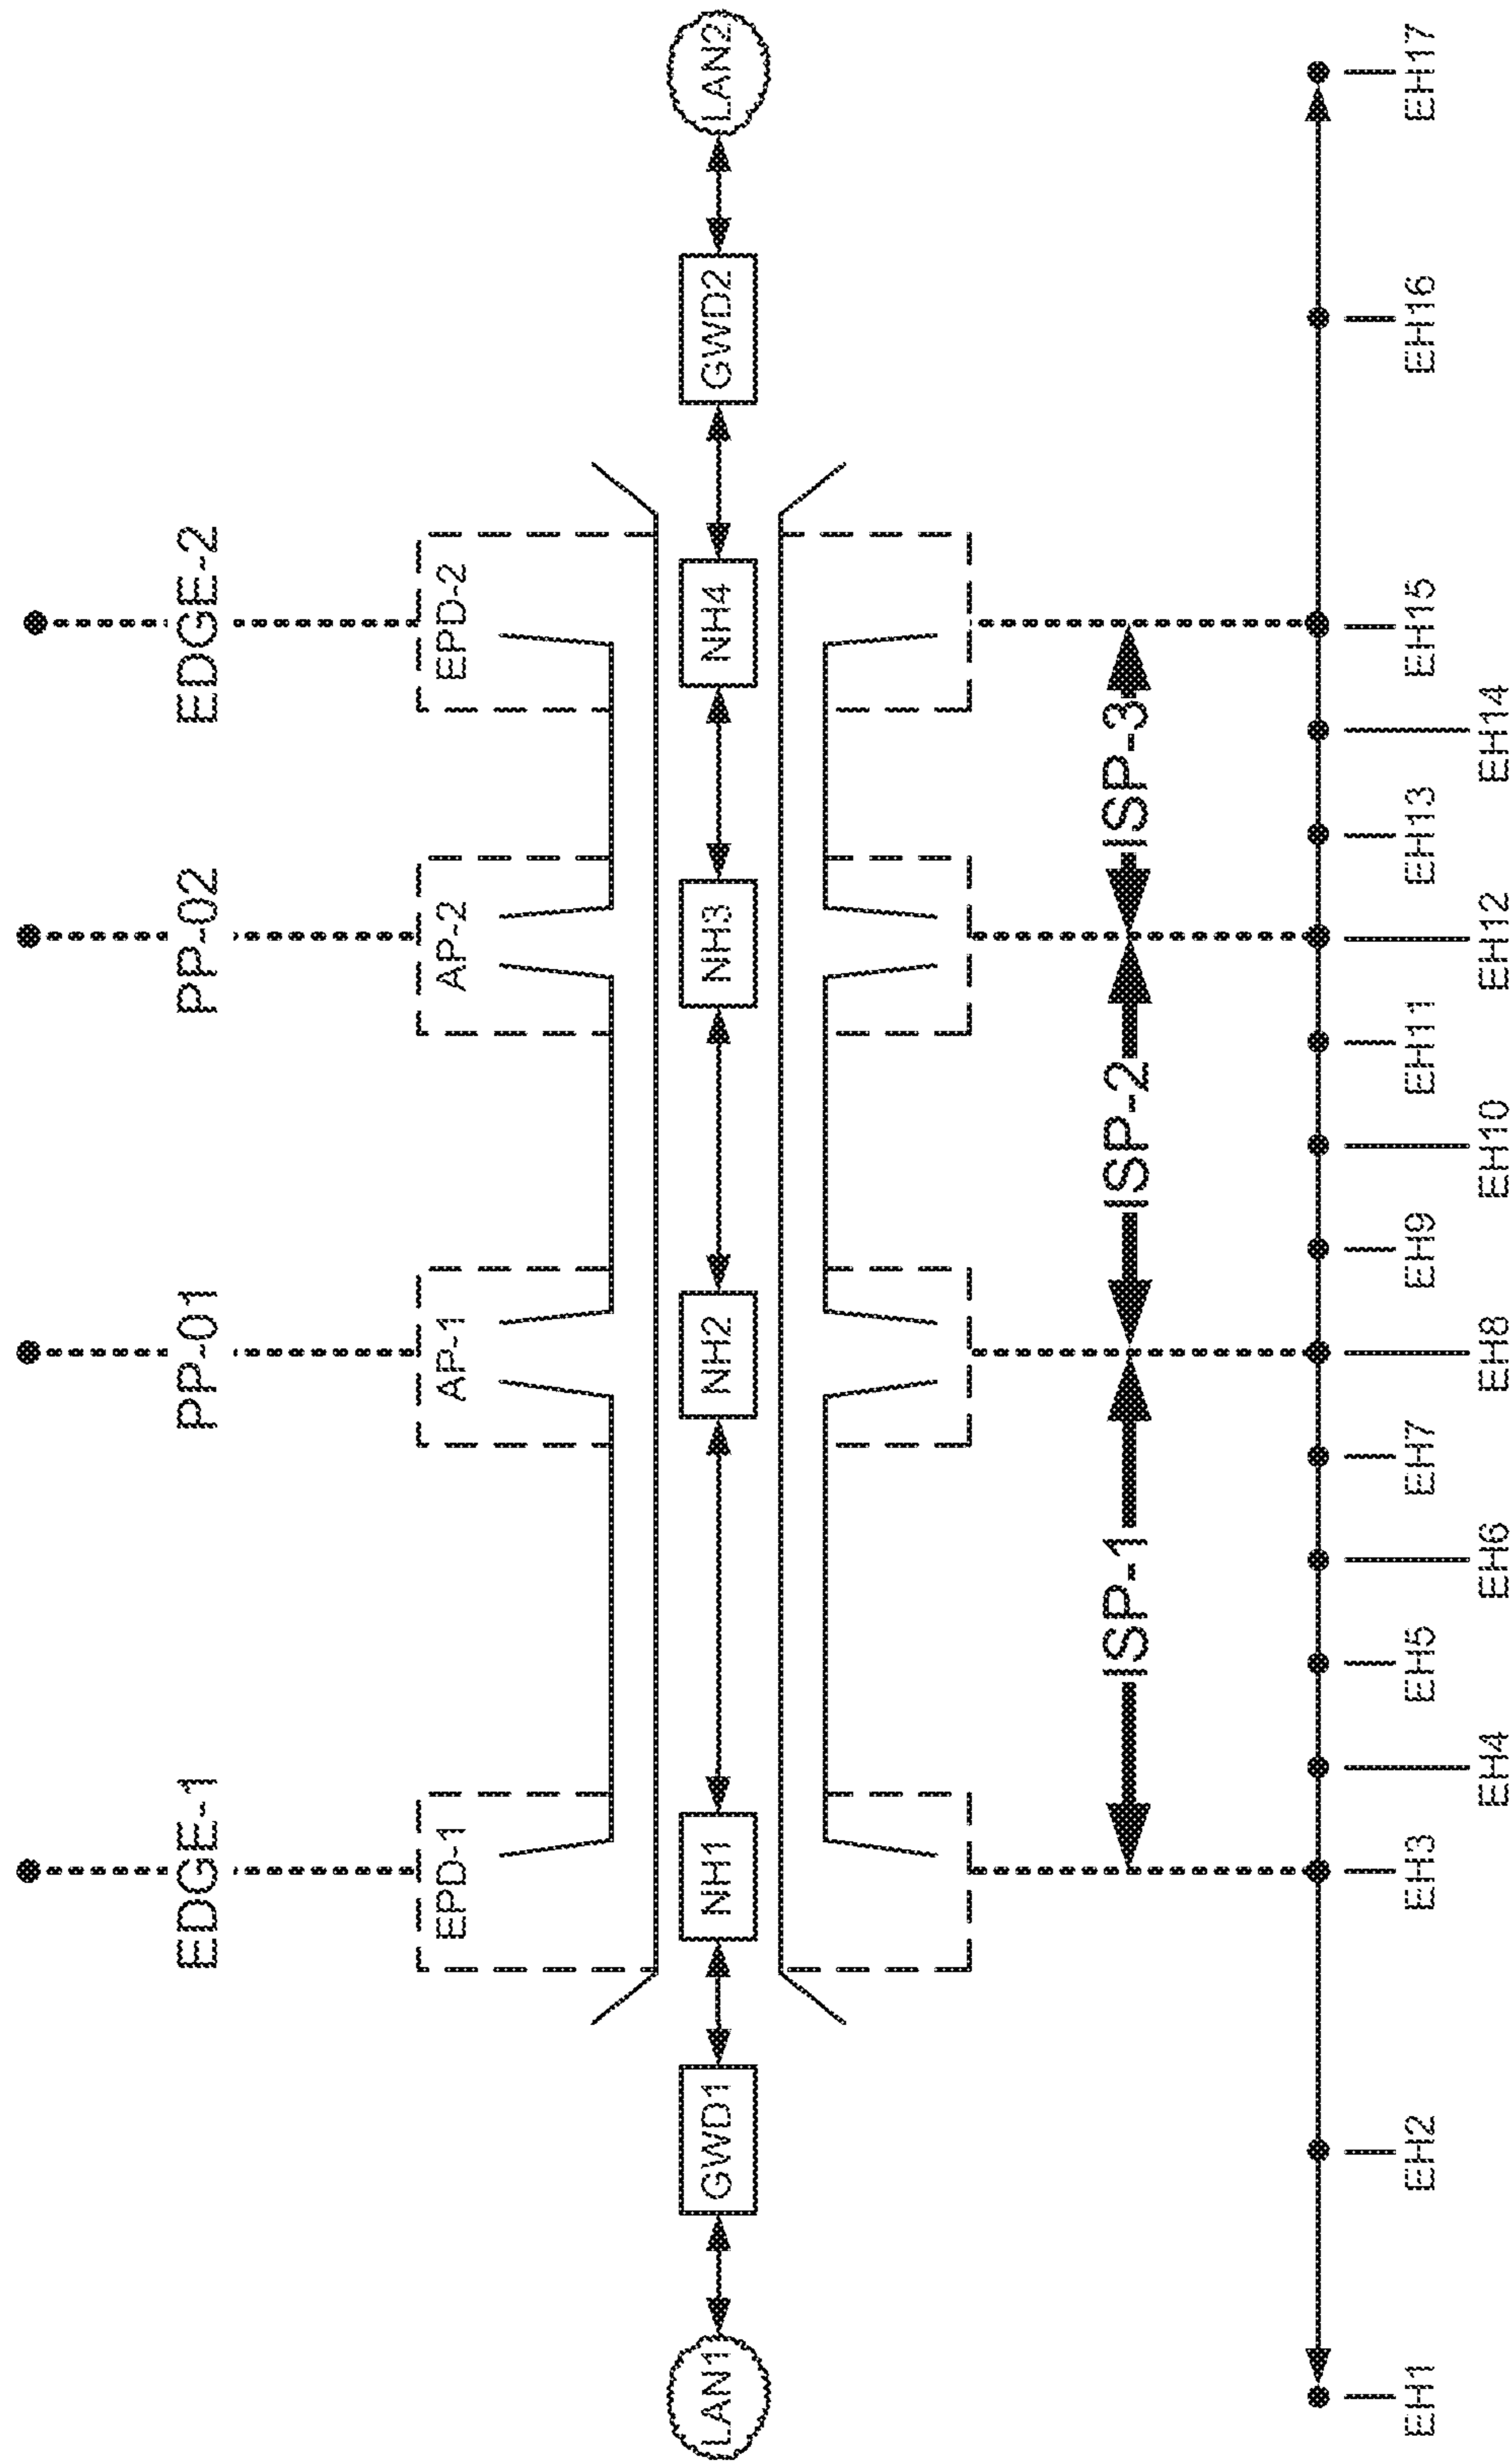 EDGE-1
PP-01
PP-02
EDGE-2
EPD-1
AP-1
AP-2
EPD-2
LAN1
GWD1
NH1
NH2
NH3
NH4
GWD2
LAN2
ISP-1
ISP-2
ISP-3
EH1
EH2
EH3
EH4
EH5
EH6
EH7
EH8
EH9
EH10
EH11
EH12
EH13
EH14
EH15
EH16
EH17